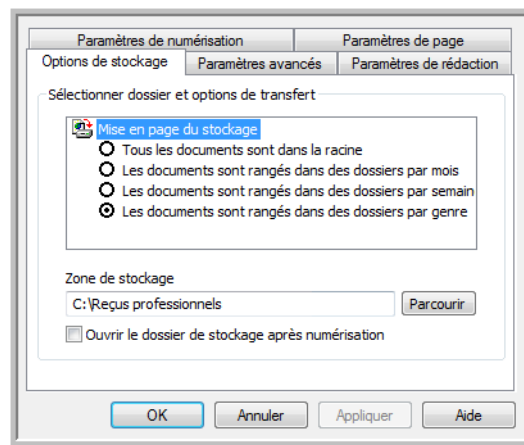 Paramètres de numérisation Paramètres de page
Options de stockage Paramètres avancés Paramètres de rédaction
Sélectionner dossier et options de transfert
Mise en page du stockage
Tous les documents sont dans la racine
Les documents sont rangés dans des dossiers par mois
Les documents sont rangés dans des dossiers par semain
Les documents sont rangés dans des dossiers par genre
Zone de stockage
C:\Reçus professionnels Parcourir
Ouvrir le dossier de stockage après numérisation
OK Annuler Appliquer Aide